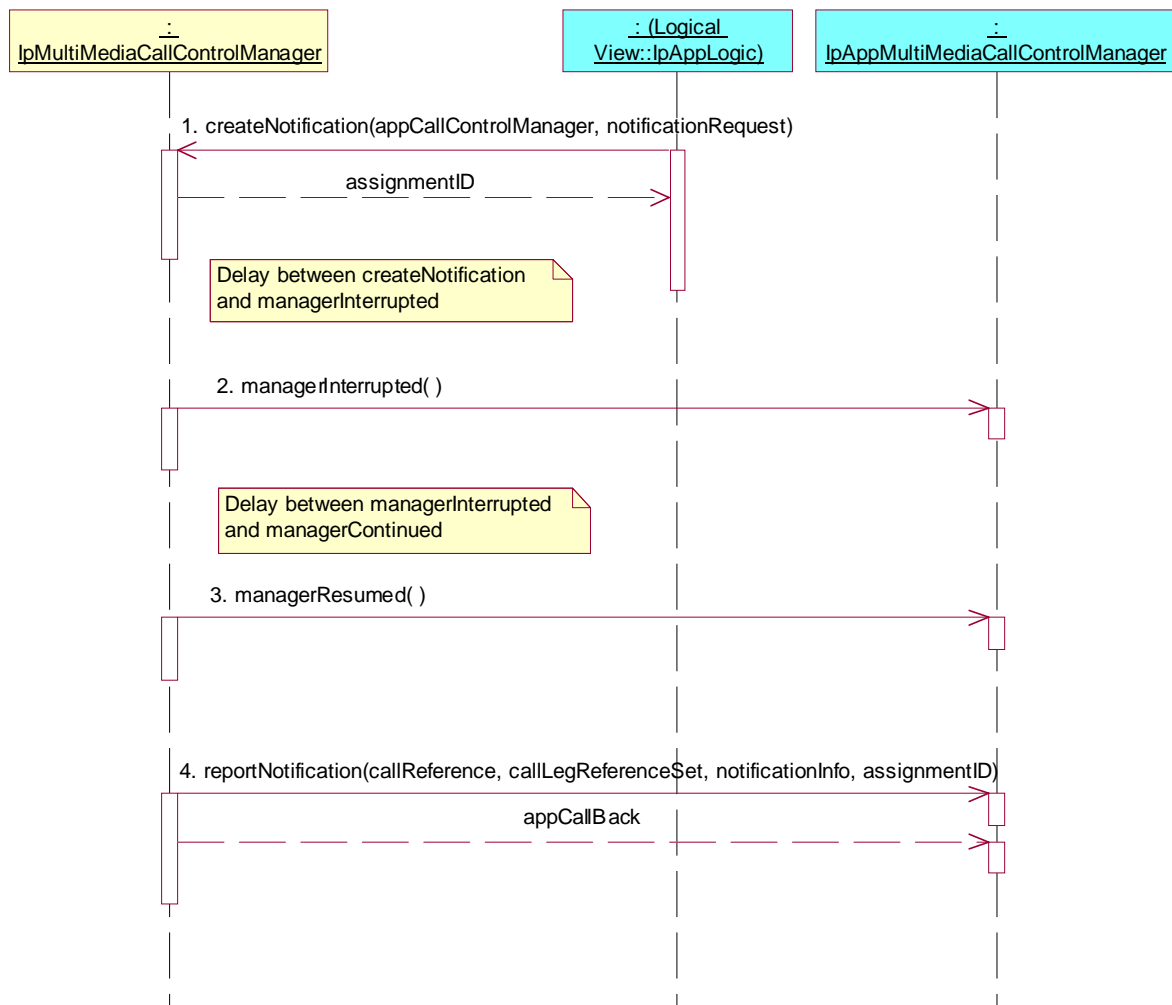 :
IpMultiMediaCallControlManager
: (Logical
View::IpAppLogic)
:
IpAppMultiMediaCallControlManager
1. createNotification(appCallControlManager, notificationRequest)
assignmentID
Delay between createNotification
and managerInterrupted
2. managerInterrupted( )
Delay between managerInterrupted
and managerContinued
3. managerResumed( )
4. reportNotification(callReference, callLegReferenceSet, notificationInfo, assignmentID)
appCallBack